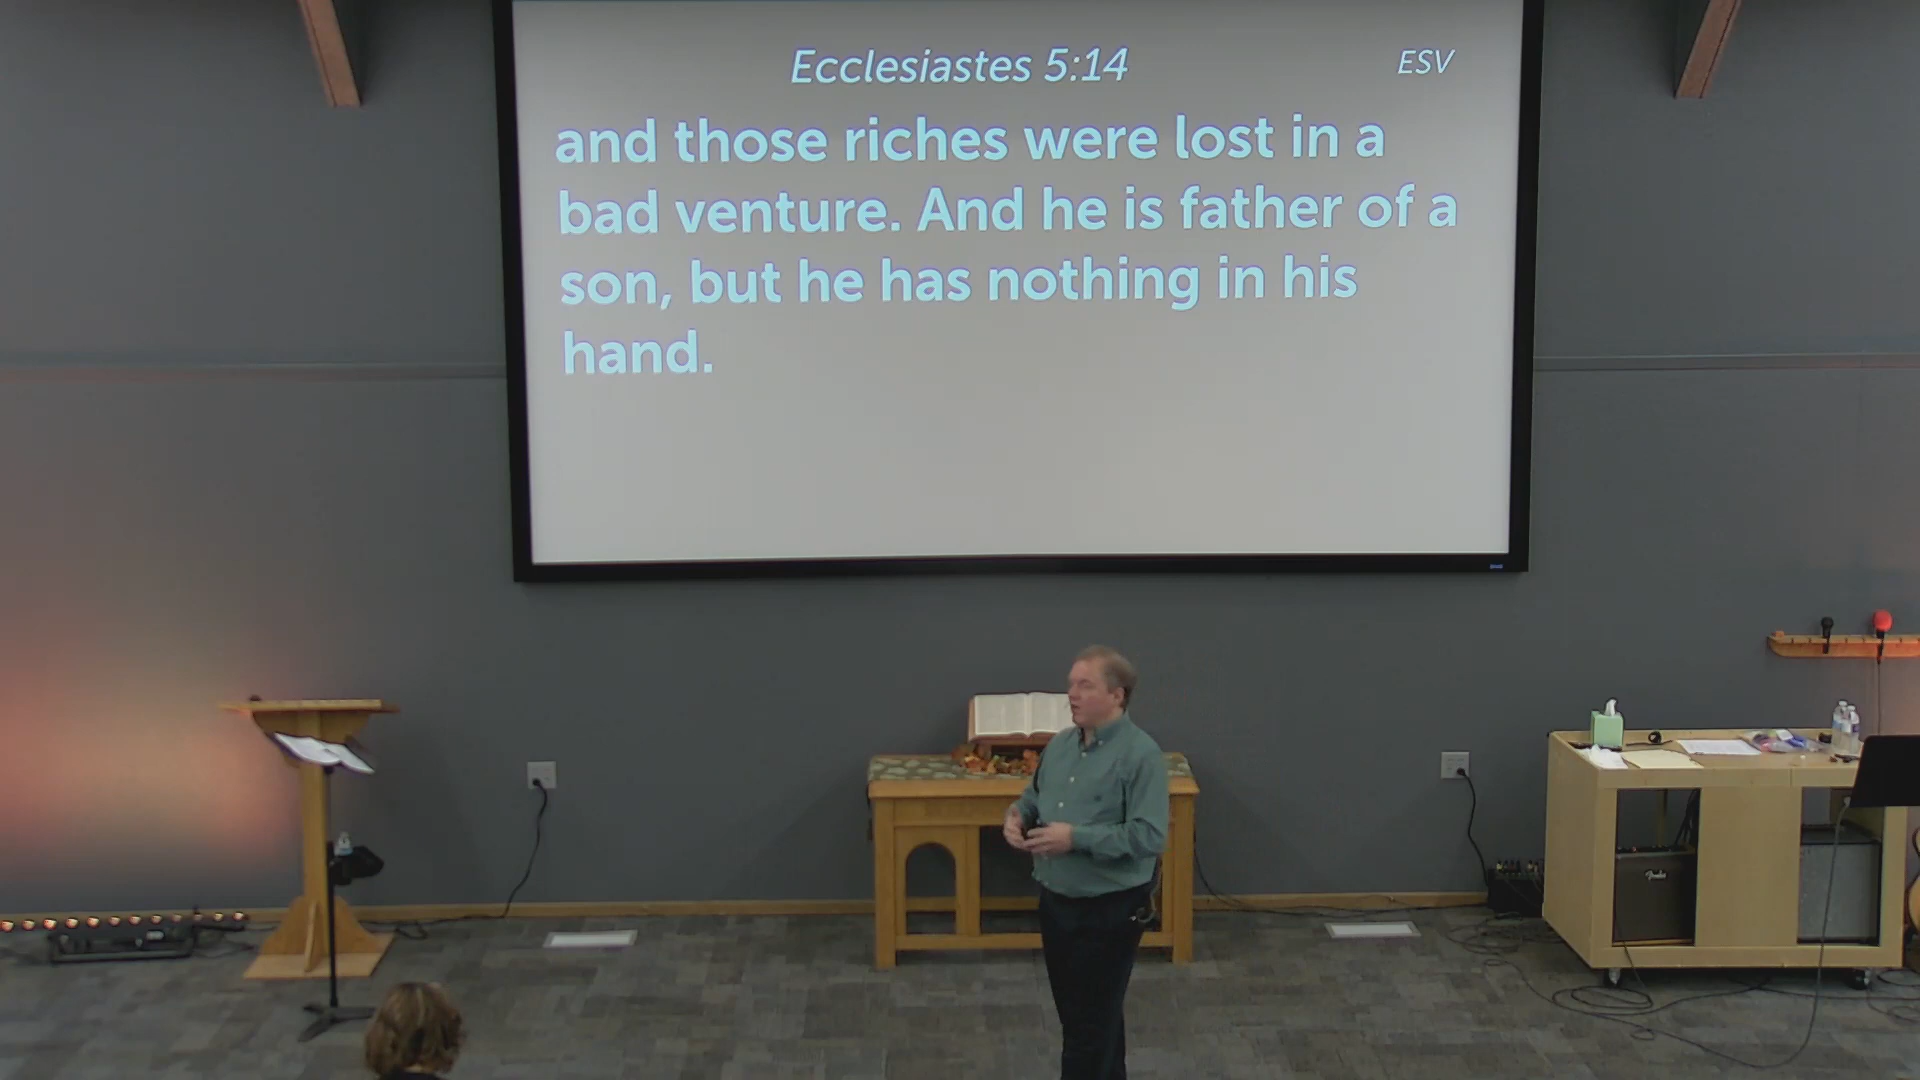 Ecclesiastes 5:14
ESV
and those riches were lost in a
bad venture. And he is father of a
son, but he has nothing in his
hand.
Fender